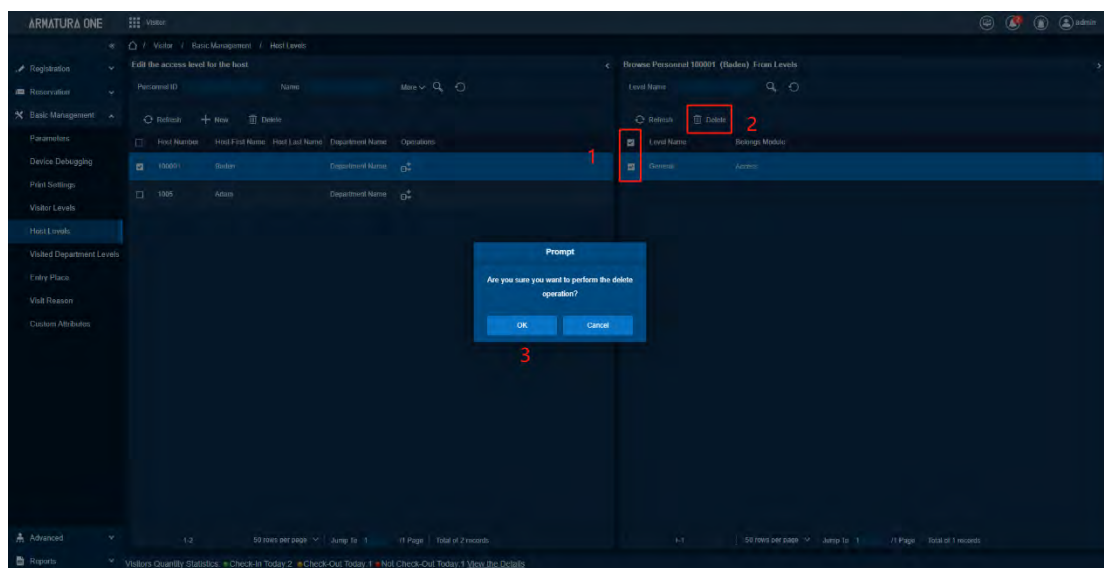 ARMATURA ONE
Visitor
admin
/ Visitor / Basic Management / Host Levels
Registration
Reservation
Basic Management
Parameters
Device Debugging
Print Settings
Visitor Levels
Host Levels
Visited Department Levels
Entry Place
Visit Reason
Custom Attributes
Advanced
Reports
Edit the access level for the host
Personnel ID Name More
Refresh New Delete
Host Number Host First Name Host Last Name Department Name Operations
100001 Baden Department Name
1005 Adam Department Name
1-2 50 rows per page Jump To 1 /1 Page Total of 2 records
Browse Personnel 100001 (Baden) From Levels
Level Name
Refresh Delete 2
1
Level Name Belongs Module
General Access
1-1 50 rows per page Jump To 1 /1 Page Total of 1 records
Prompt
Are you sure you want to perform the delete
operation?
OK Cancel
3
Visitors Quantity Statistics: Check-In Today:2 Check-Out Today:1 Not Check-Out Today:1 View the Details